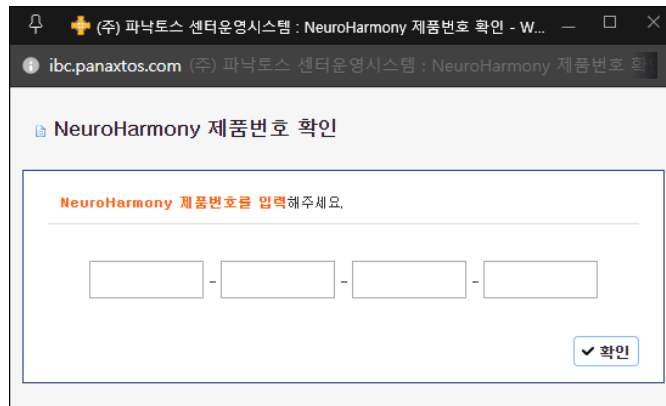 (주) 파낙토스 센터운영시스템 : NeuroHarmony 제품번호 확인 - W...
ibc.panaxtos.com (주) 파낙토스 센터운영시스템 : NeuroHarmony 제품번호 확
NeuroHarmony 제품번호 확인
NeuroHarmony 제품번호를 입력해주세요.
- - -
확인